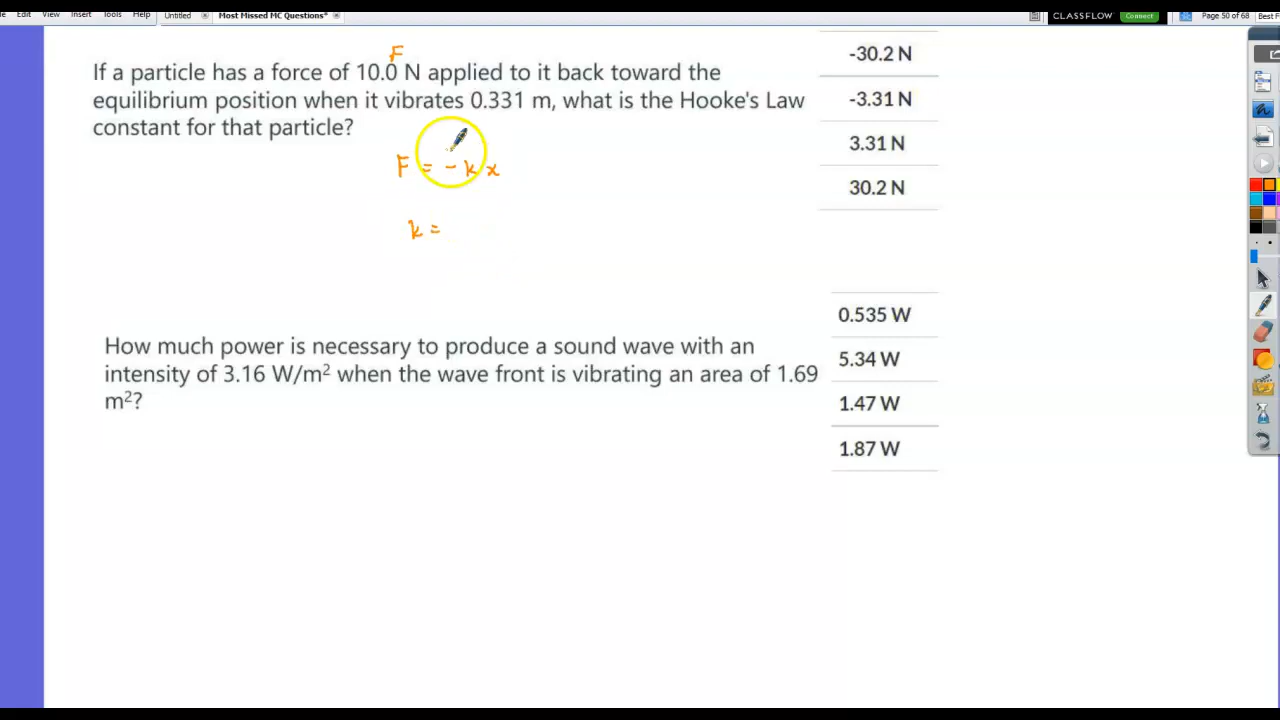 Edit View Insert Tools Help Untitled Most Missed MC Questions* CLASSFLOW Connect Page 50 of 68 Best F
F
If a particle has a force of 10.0 N applied to it back toward the
equilibrium position when it vibrates 0.331 m, what is the Hooke's Law
constant for that particle?
F = - k x
k =
-30.2 N
-3.31 N
3.31 N
30.2 N
How much power is necessary to produce a sound wave with an
intensity of 3.16 W/m² when the wave front is vibrating an area of 1.69
m²?
0.535 W
5.34 W
1.47 W
1.87 W